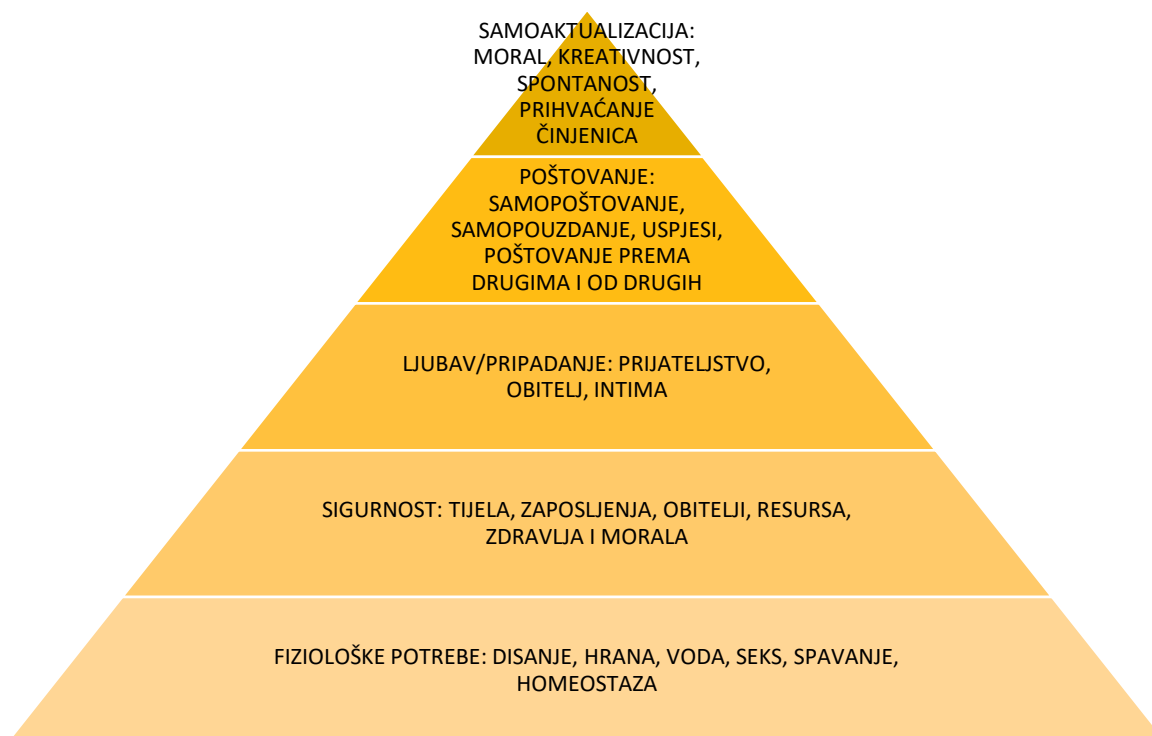 SAMOAKTUALIZACIJA:
MORAL, KREATIVNOST,
SPONTANOST,
PRIHVAĆANJE
ČINJENICA
POŠTOVANJE:
SAMOPOŠTOVANJE,
SAMOPOUZDANJE, USPJESI,
POŠTOVANJE PREMA
DRUGIMA I OD DRUGIH
LJUBAV/PRIPADANJE: PRIJATELJSTVO,
OBITELJ, INTIMA
SIGURNOST: TIJELA, ZAPOSLJENJA, OBITELJI, RESURSA,
ZDRAVLJA I MORALA
FIZIOLOŠKE POTREBE: DISANJE, HRANA, VODA, SEKS, SPAVANJE,
HOMEOSTAZA